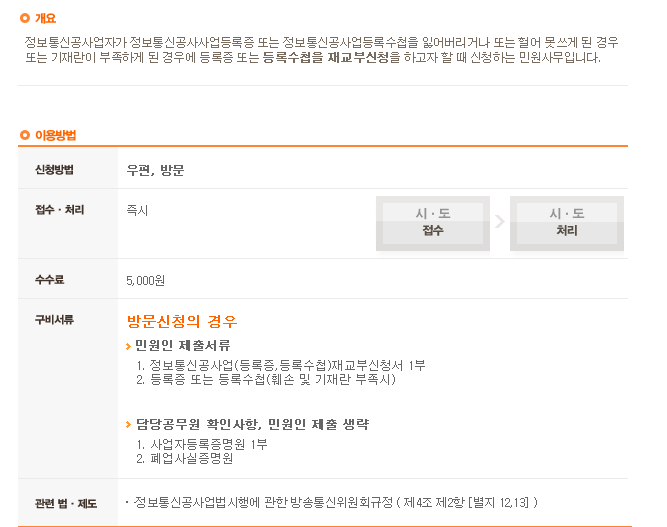 개요
정보통신공사업자가 정보통신공사사업등록증 또는 정보통신공사업등록수첩을 잃어버리거나 또는 헐어 못쓰게 된 경우
또는 기재란이 부족하게 된 경우에 등록증 또는 등록수첩을 재교부신청을 하고자 할 때 신청하는 민원사무입니다.
이용방법
신청방법 우편, 방문
접수·처리 즉시 시·도 접수 > 시·도 처리
수수료 5,000원
구비서류 방문신청의 경우
민원인 제출서류
1. 정보통신공사업(등록증,등록수첩)재교부신청서 1부
2. 등록증 또는 등록수첩(훼손 및 기재란 부족시)
담당공무원 확인사항, 민원인 제출 생략
1. 사업자등록증명원 1부
2. 폐업사실증명원
관련 법·제도 · 정보통신공사업법시행에 관한 방송통신위원회규정 ( 제4조 제2항 [별지 12,13] )